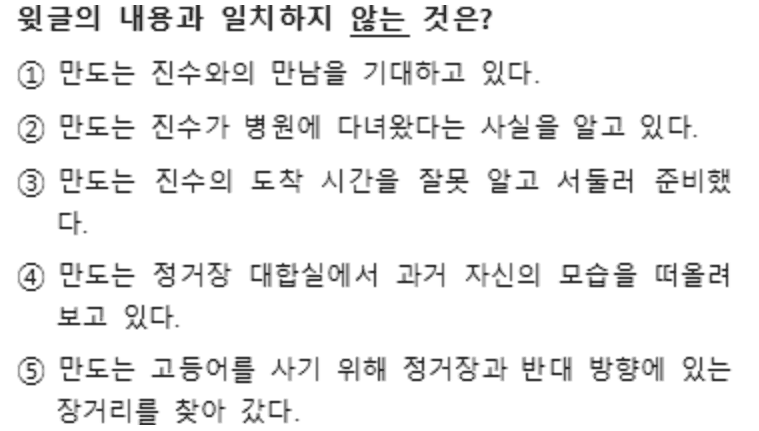 윗글의 내용과 일치하지 않는 것은?
① 만도는 진수와의 만남을 기대하고 있다.
② 만도는 진수가 병원에 다녀왔다는 사실을 알고 있다.
③ 만도는 진수의 도착 시간을 잘못 알고 서둘러 준비했
다.
④ 만도는 정거장 대합실에서 과거 자신의 모습을 떠올려
보고 있다.
⑤ 만도는 고등어를 사기 위해 정거장과 반대 방향에 있는
장거리를 찾아 갔다.